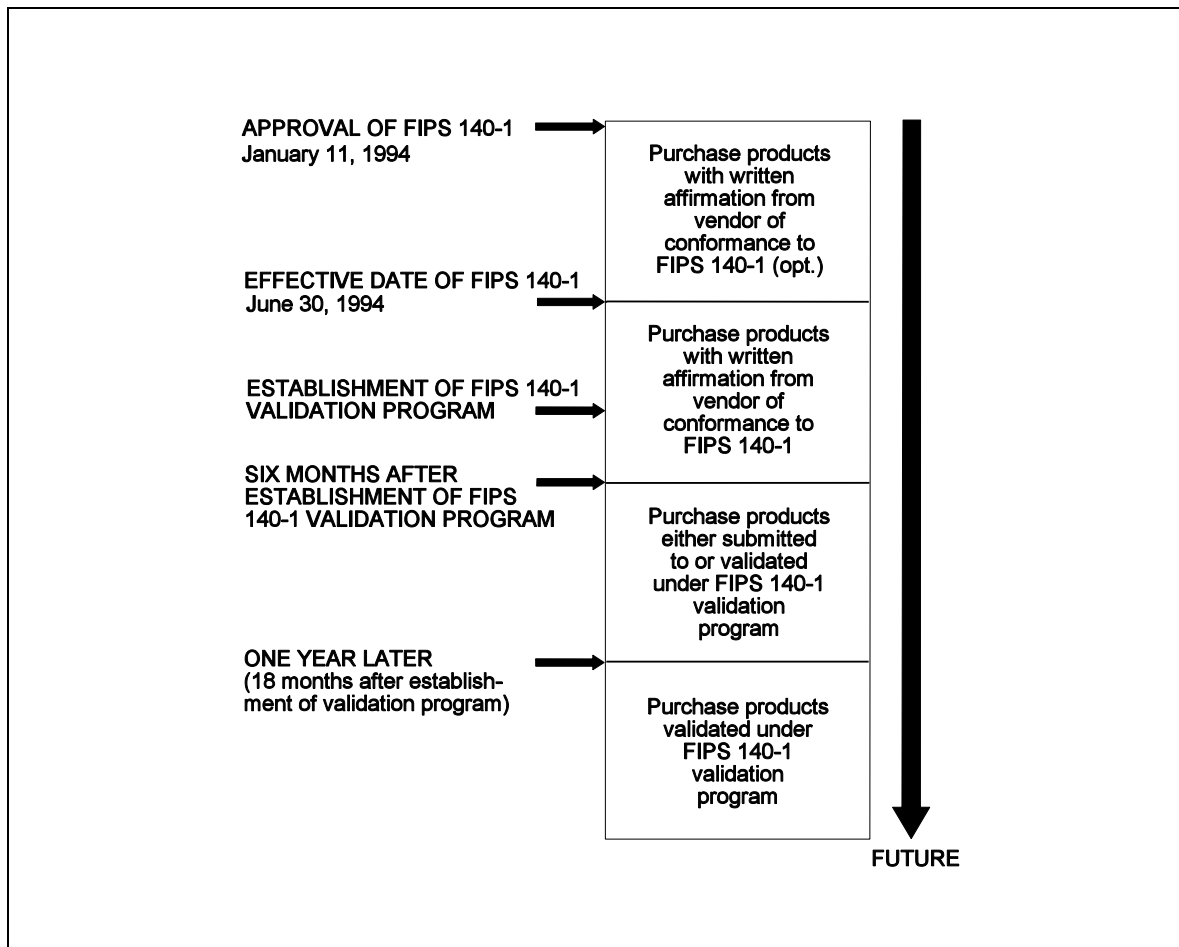 APPROVAL OF FIPS 140-1
January 11, 1994
Purchase products
with written
affirmation from
vendor of
conformance to
FIPS 140-1 (opt.)
EFFECTIVE DATE OF FIPS 140-1
June 30, 1994
Purchase products
with written
affirmation from
vendor of
conformance to
FIPS 140-1
ESTABLISHMENT OF FIPS 140-1
VALIDATION PROGRAM
SIX MONTHS AFTER
ESTABLISHMENT OF FIPS
140-1 VALIDATION PROGRAM
Purchase products
either submitted
to or validated
under FIPS 140-1
validation
program
ONE YEAR LATER
(18 months after establish-
ment of validation program)
Purchase products
validated under
FIPS 140-1
validation
program
FUTURE